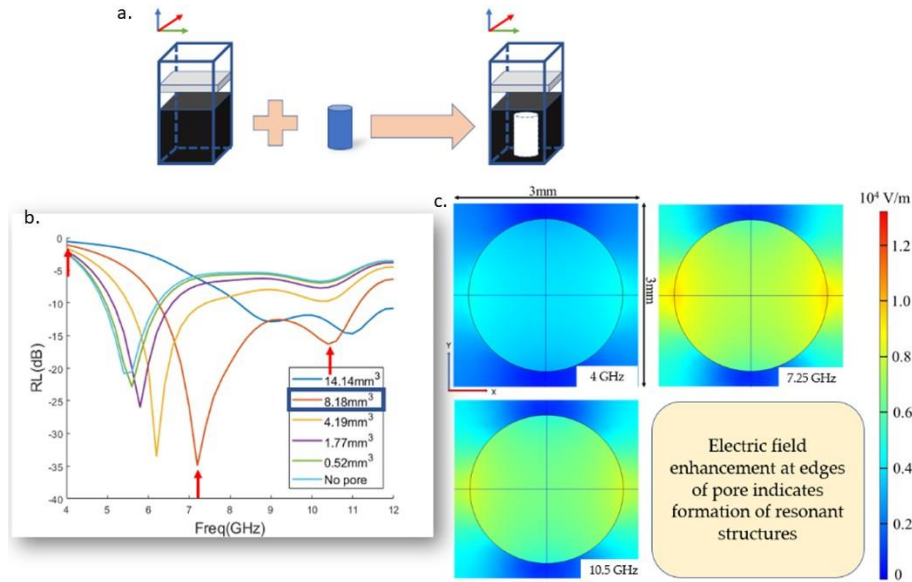 a.
b.
0
-5
-10
-15
-20
-25
-30
-35
-40
RL(dB)
4
5
6
7
8
9
10
11
12
Freq(GHz)
14.14mm³
8.18mm³
4.19mm³
1.77mm³
0.52mm³
No pore
c.
3mm
3mm
Y
X
4 GHz
7.25 GHz
10.5 GHz
Electric field
enhancement at edges
of pore indicates
formation of resonant
structures
10⁴ V/m
1.2
1.0
0.8
0.6
0.4
0.2
0